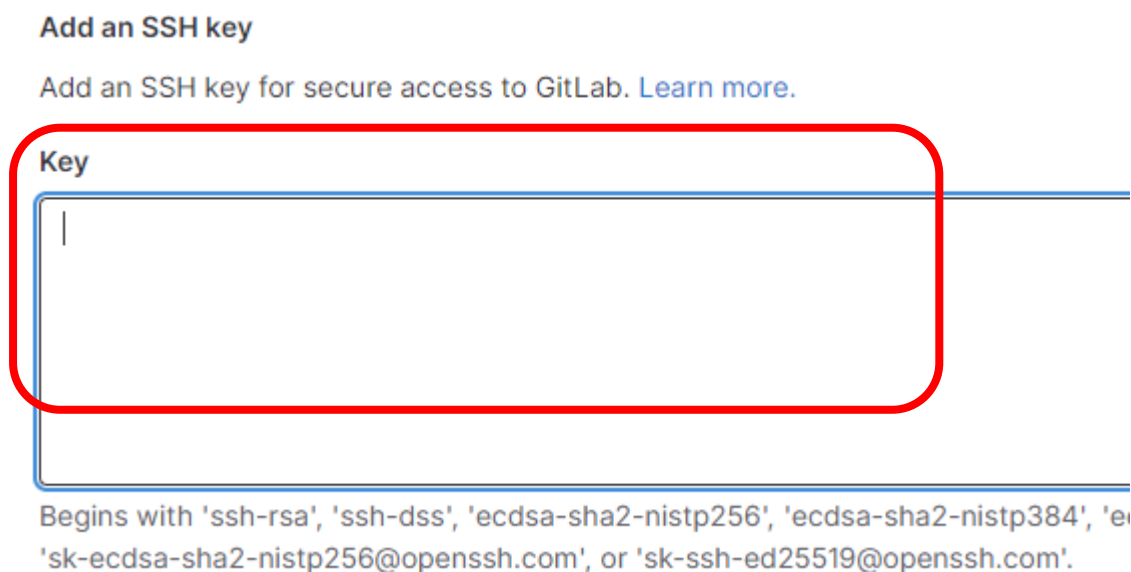 Add an SSH key
Add an SSH key for secure access to GitLab. Learn more.
Key
Begins with 'ssh-rsa', 'ssh-dss', 'ecdsa-sha2-nistp256', 'ecdsa-sha2-nistp384',
'sk-ecdsa-sha2-nistp256@openssh.com', or 'sk-ssh-ed25519@openssh.com'.